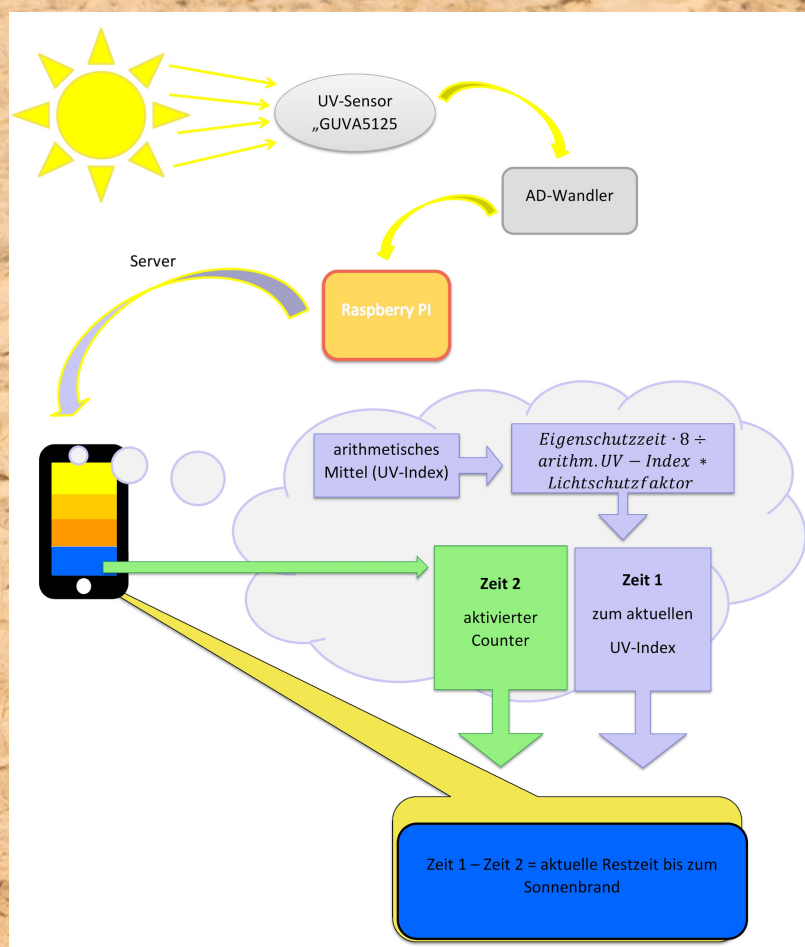 UV-Sensor
„GUVA5125
AD-Wandler
Server
Raspberry PI
arithmetisches
Mittel (UV-Index)
Eigenschutzzeit · 8 ÷
arithm. UV − Index ∗
Lichtschutzfaktor
Zeit 2
aktivierter
Counter
Zeit 1
zum aktuellen
UV-Index
Zeit 1 – Zeit 2 = aktuelle Restzeit bis zum
Sonnenbrand